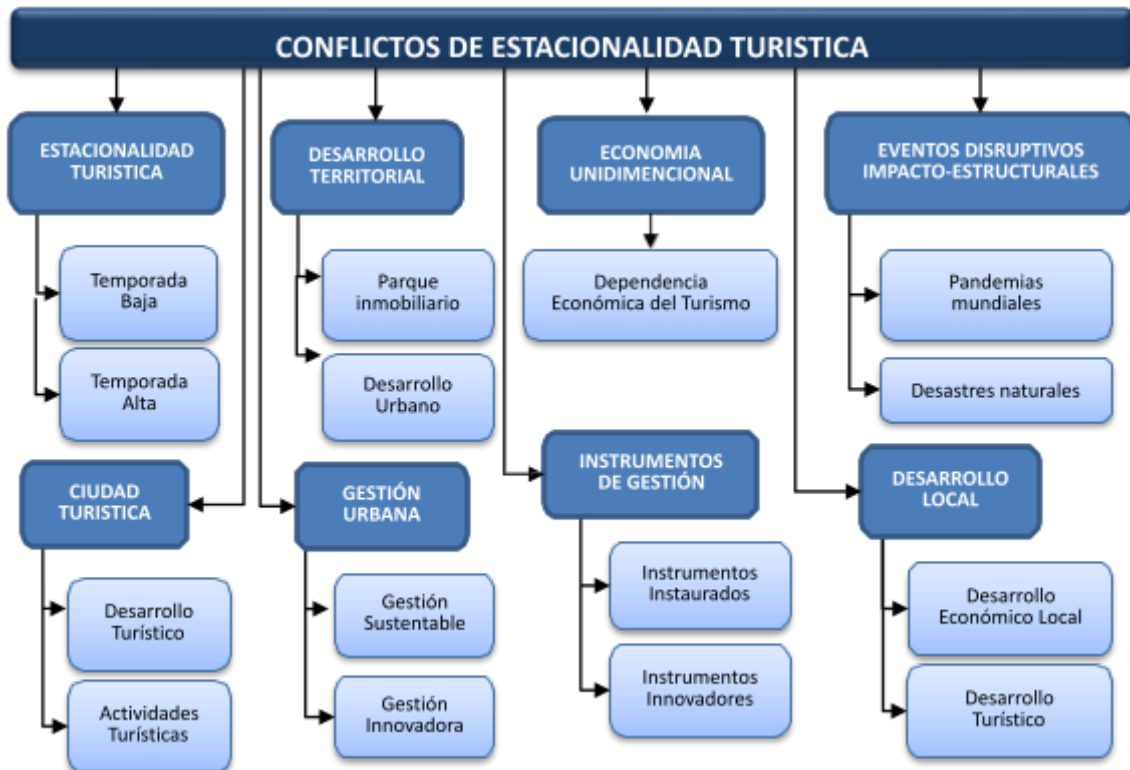 CONFLICTOS DE ESTACIONALIDAD TURISTICA
ESTACIONALIDAD
TURISTICA
Temporada
Baja
Temporada
Alta
DESARROLLO
TERRITORIAL
Parque
inmobiliario
Desarrollo
Urbano
ECONOMIA
UNIDIMENCIONAL
Dependencia
Económica del Turismo
EVENTOS DISRUPTIVOS
IMPACTO-ESTRUCTURALES
Pandemias
mundiales
Desastres naturales
CIUDAD
TURISTICA
Desarrollo
Turístico
Actividades
Turísticas
GESTIÓN
URBANA
Gestión
Sustentable
Gestión
Innovadora
INSTRUMENTOS
DE GESTIÓN
Instrumentos
Instaurados
Instrumentos
Innovadores
DESARROLLO
LOCAL
Desarrollo
Económico Local
Desarrollo
Turístico